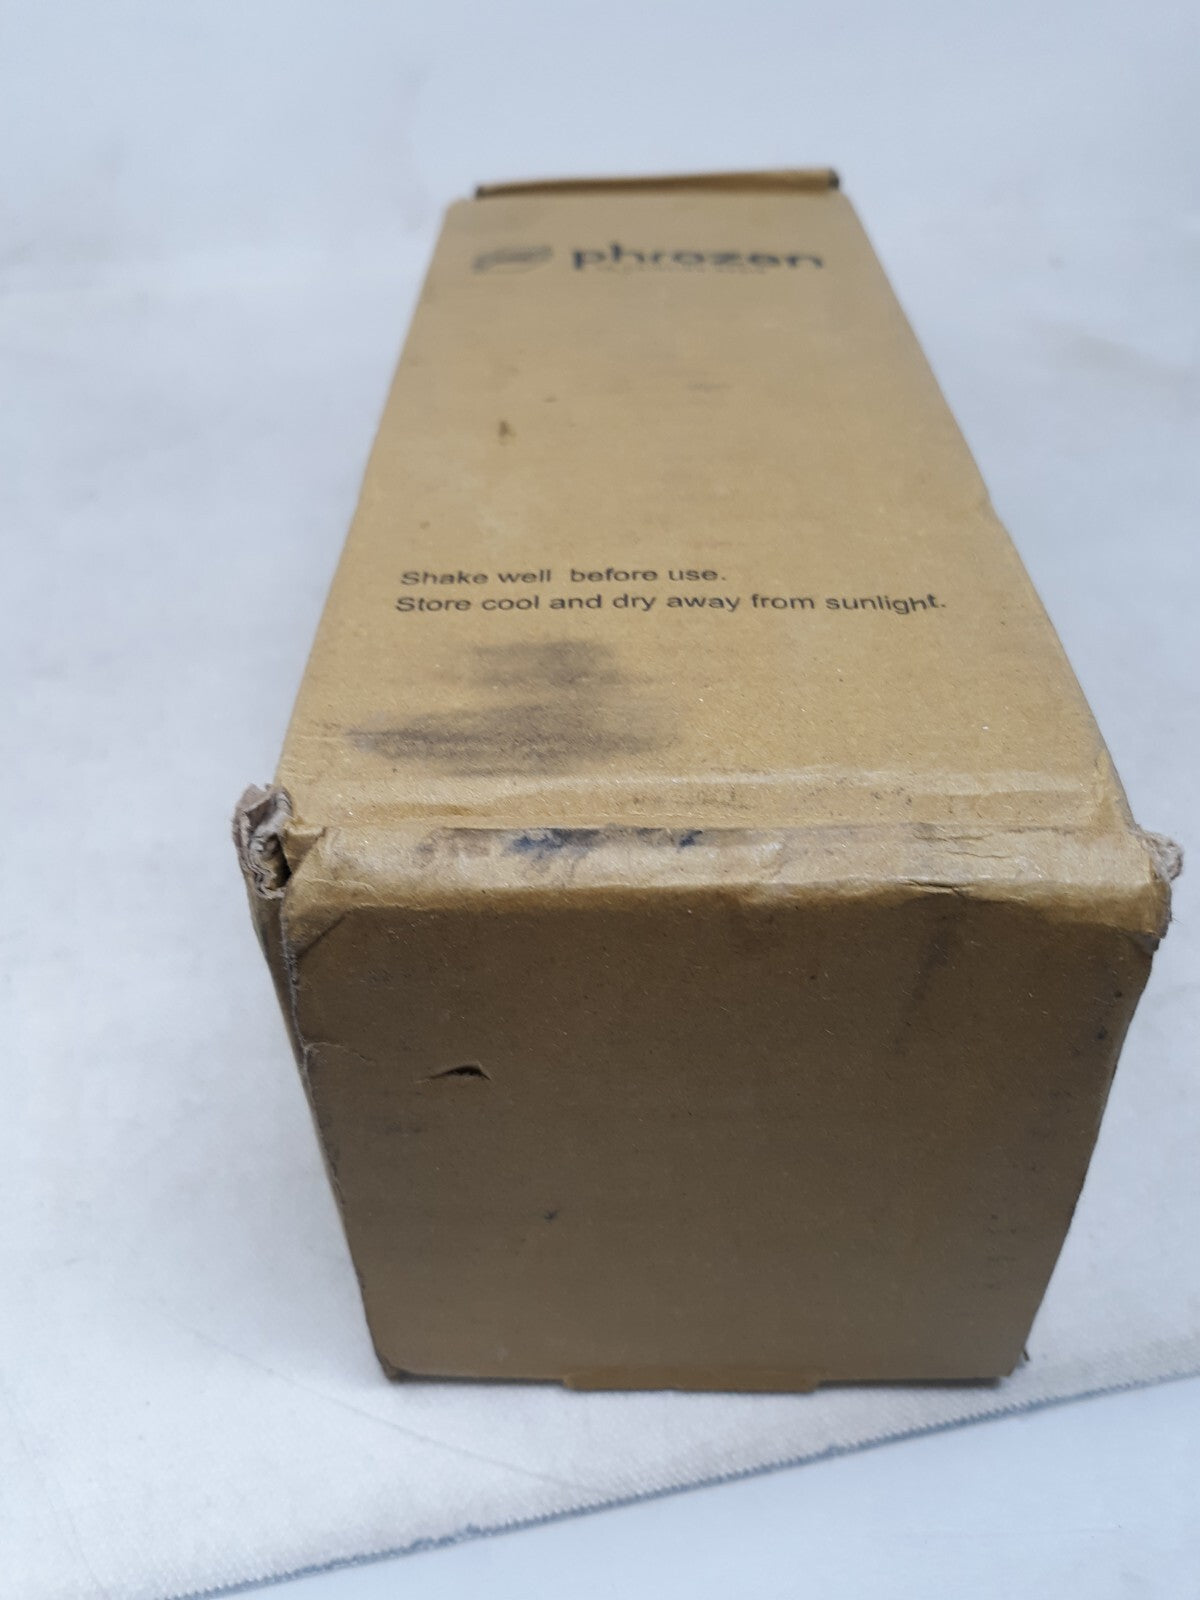 phrozen
Shake well before use.
Store cool and dry away from sunlight.